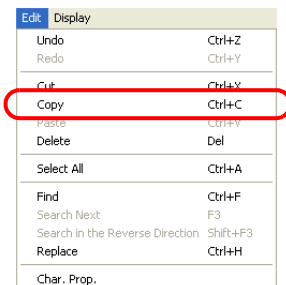 Edit Display
Undo Ctrl+Z
Redo Ctrl+Y
Cut Ctrl+X
Copy Ctrl+C
Paste Ctrl+V
Delete Del
Select All Ctrl+A
Find Ctrl+F
Search Next F3
Search in the Reverse Direction Shift+F3
Replace Ctrl+H
Char. Prop.